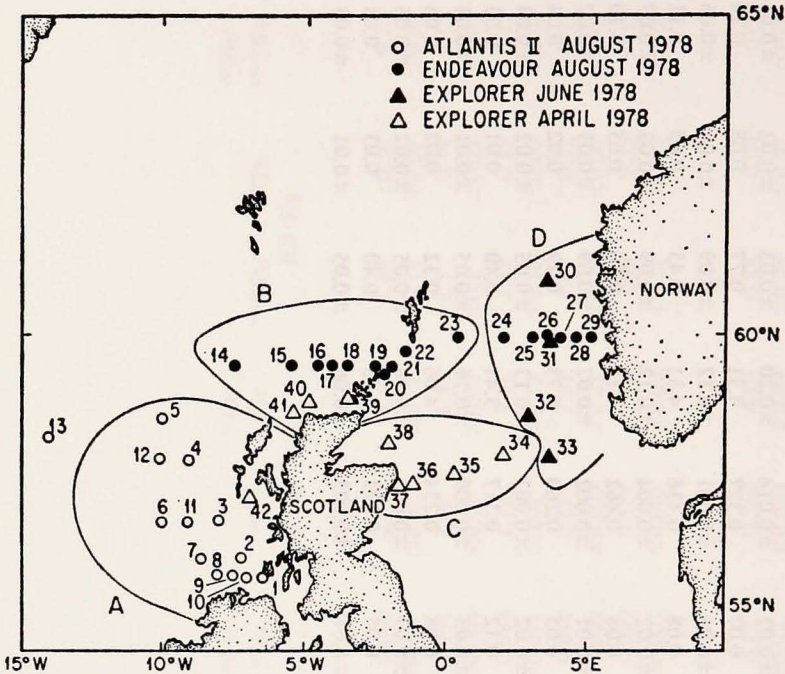 65°N
ATLANTIS II AUGUST 1978
ENDEAVOUR AUGUST 1978
EXPLORER JUNE 1978
EXPLORER APRIL 1978
D
30
NORWAY
B
27
23
24
26
29
60°N
14
15
16
18
19
22
25
31
28
17
21
20
40
41
39
32
5
13
38
34
33
12
4
36
35
37
6
11
3
42
SCOTLAND
C
7
8
2
9
10
1
A
55°N
15°W
10°W
5°W
0°
5°E